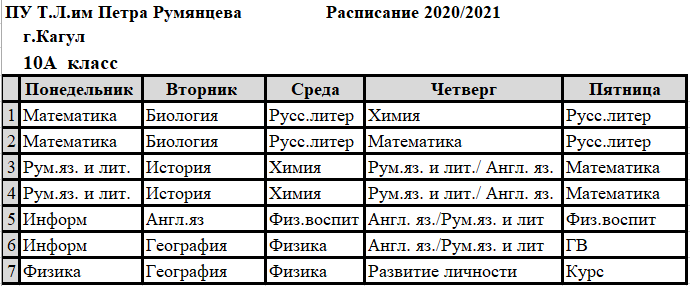 ПУ Т.Л.им Петра Румянцева Расписание 2020/2021
г.Кагул
10А класс
Понедельник Вторник Среда Четверг Пятница
1 Математика Биология Русс.литер Химия Русс.литер
2 Математика Биология Русс.литер Математика Русс.литер
3 Рум.яз. и лит. История Химия Рум.яз. и лит./ Англ. яз. Математика
4 Рум.яз. и лит. История Химия Рум.яз. и лит./ Англ. яз. Математика
5 Информ Англ.яз Физ.воспит Англ. яз./Рум.яз. и лит Физ.воспит
6 Информ География Физика Англ. яз./Рум.яз. и лит ГВ
7 Физика География Физика Развитие личности Курс